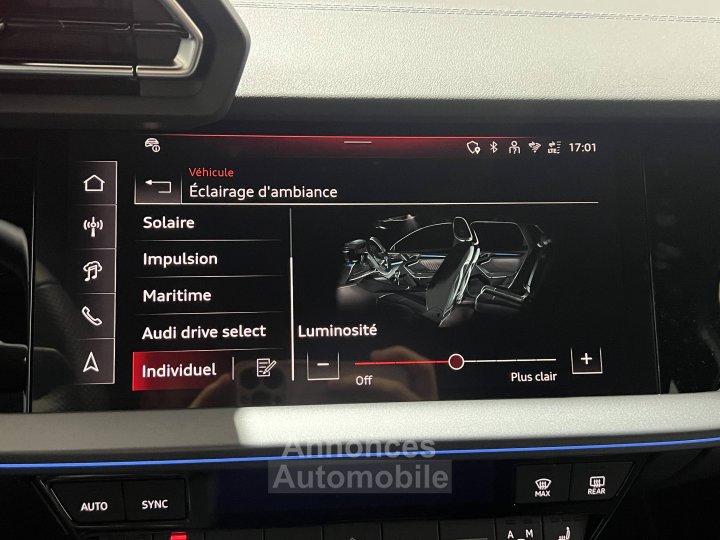 17:01
Véhicule
Éclairage d'ambiance
Solaire
Impulsion
Maritime
Audi drive select
Individuel
Luminosité
Off
Plus clair
Annonces
Automobile
AUTO
SYNC
MAX
REAR
A M